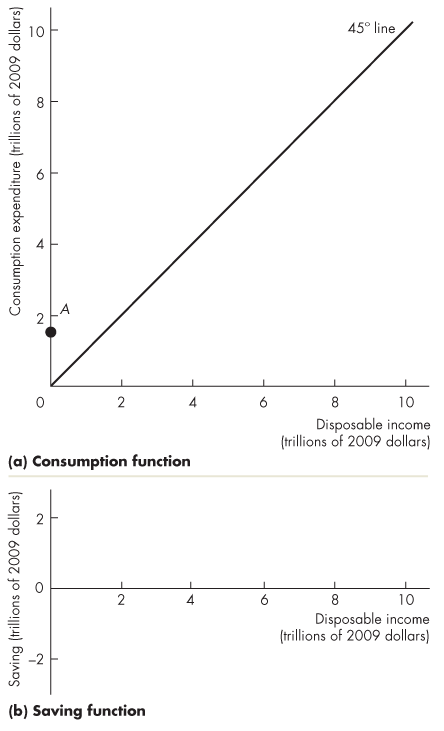 Consumption expenditure (trillions of 2009 dollars)
10
8
6
4
2
0
45° line
A
2 4 6 8 10
Disposable income
(trillions of 2009 dollars)
(a) Consumption function
Saving (trillions of 2009 dollars)
2
0
–2
2 4 6 8 10
Disposable income
(trillions of 2009 dollars)
(b) Saving function